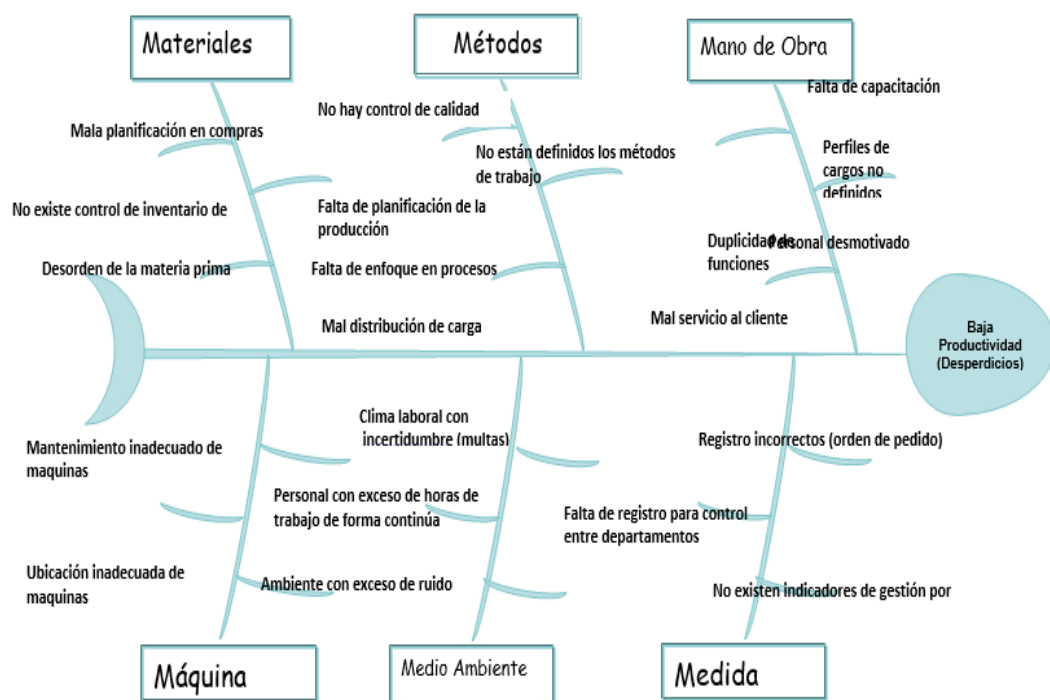 Materiales
Métodos
Mano de Obra
Mala planificación en compras
No existe control de inventario de
Desorden de la materia prima
No hay control de calidad
No están definidos los métodos
de trabajo
Falta de planificación de la
producción
Falta de enfoque en procesos
Mal distribución de carga
Falta de capacitación
Perfiles de
cargos no
definidos
Duplicidad de
funciones
Personal desmotivado
Mal servicio al cliente
Baja
Productividad
(Desperdicios)
Mantenimiento inadecuado de
maquinas
Ubicación inadecuada de
maquinas
Clima laboral con
incertidumbre (multas)
Personal con exceso de horas de
trabajo de forma continúa
Ambiente con exceso de ruido
Registro incorrectos (orden de pedido)
Falta de registro para control
entre departamentos
No existen indicadores de gestión por
Máquina
Medio Ambiente
Medida